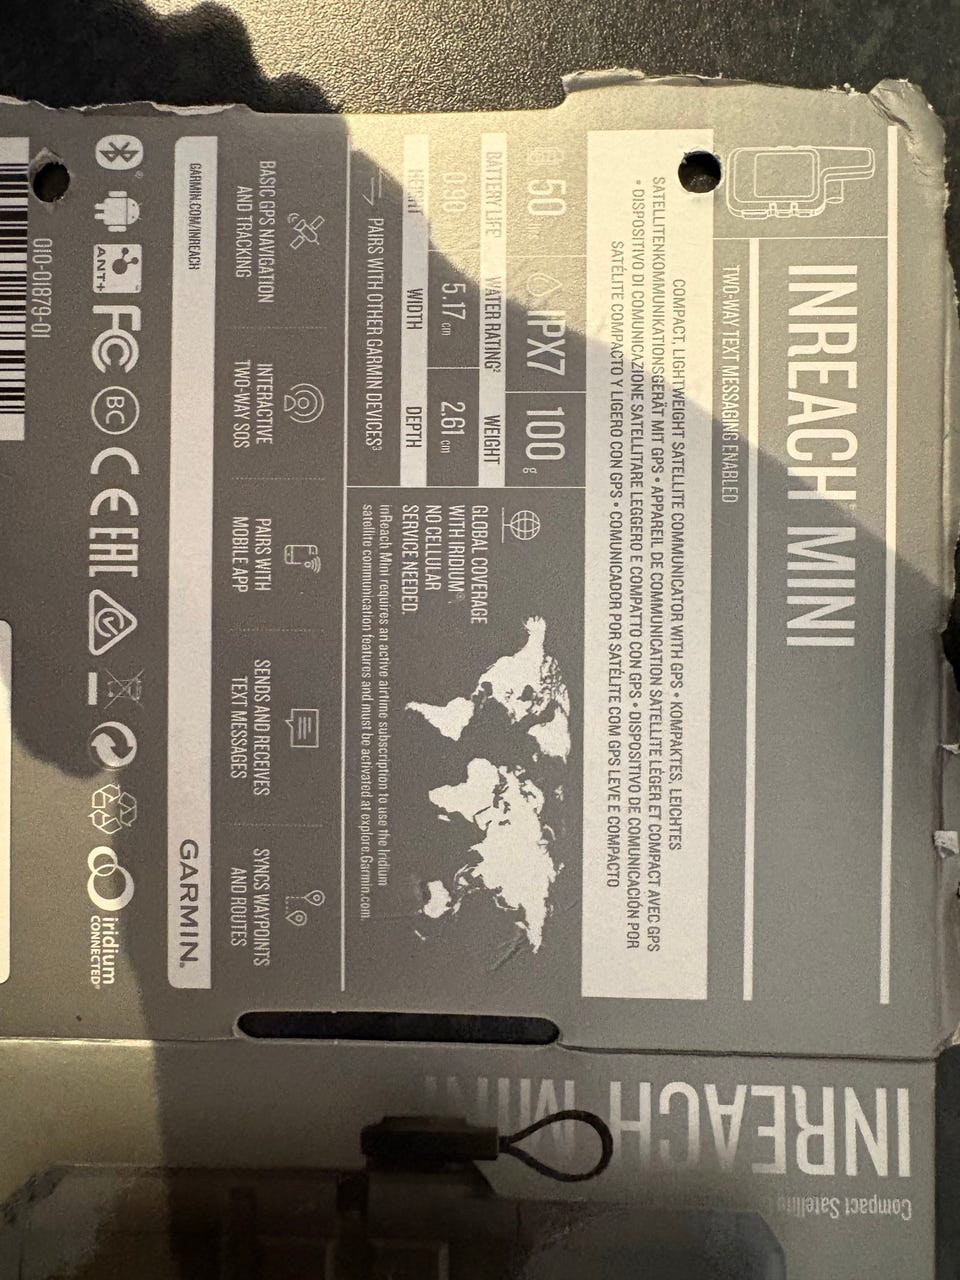 INREACH MINI
TWO-WAY TEXT MESSAGING ENABLED
COMPACT, LIGHTWEIGHT SATELLITE COMMUNICATOR WITH GPS • KOMPAKTES, LEICHTES
SATELLITENKOMMUNIKATIONSGERÄT MIT GPS • APPAREIL DE COMMUNICATION SATELLITE LÉGER ET COMPACT AVEC GPS
• DISPOSITIVO DI COMUNICAZIONE SATELLITARE LEGGERO E COMPATTO CON GPS • DISPOSITIVO DE COMUNICACIÓN POR
SATÉLITE COMPACTO Y LIGERO CON GPS • COMUNICADOR POR SATÉLITE COM GPS LEVE E COMPACTO
50 IPX7 100 g
BATTERY LIFE WATER RATING² WEIGHT
5.17 cm 2.61 cm
HEIGHT WIDTH DEPTH
PAIRS WITH OTHER GARMIN DEVICES³
GLOBAL COVERAGE
WITH IRIDIUM®.
NO CELLULAR
SERVICE NEEDED.
inReach Mini requires an active airtime subscription to use the Iridium
satellite communication features and must be activated at explore.Garmin.com.
BASIC GPS NAVIGATION
AND TRACKING
INTERACTIVE
TWO-WAY SOS
PAIRS WITH
MOBILE APP
SENDS AND RECEIVES
TEXT MESSAGES
SYNCS WAYPOINTS
AND ROUTES
GARMIN.COM/INREACH
GARMIN®
ANT+ FC BC CE EAC
iridium
CONNECTED®
010-01879-01
INREACH MINI
Compact Satellite